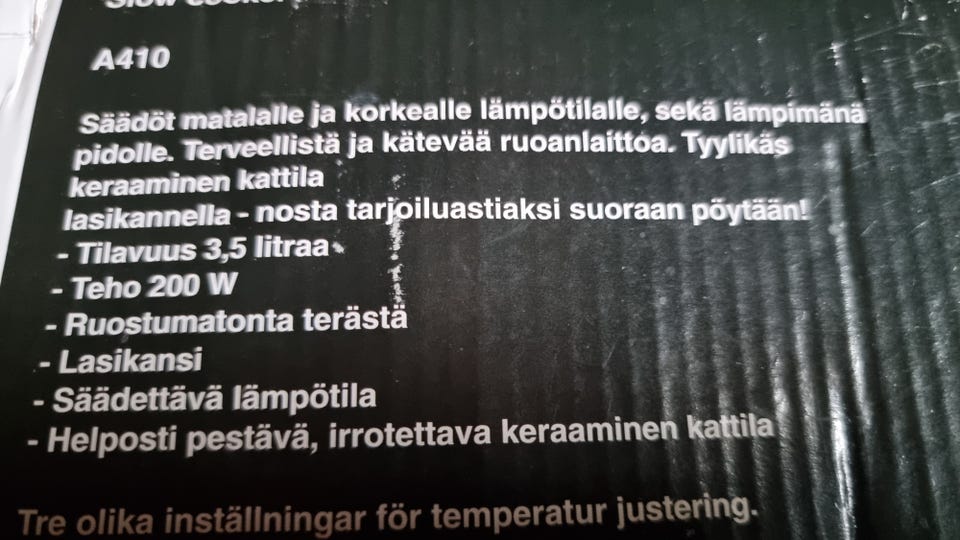 Slow cooker
A410
Säädöt matalalle ja korkealle lämpötilalle, sekä lämpimänä
pidolle. Terveellistä ja kätevää ruoanlaittoa. Tyylikäs
keraaminen kattila
lasikannella - nosta tarjoiluastiaksi suoraan pöytään!
- Tilavuus 3,5 litraa
- Teho 200 W
- Ruostumatonta terästä
- Lasikansi
- Säädettävä lämpötila
- Helposti pestävä, irrotettava keraaminen kattila
Tre olika inställningar för temperatur justering.